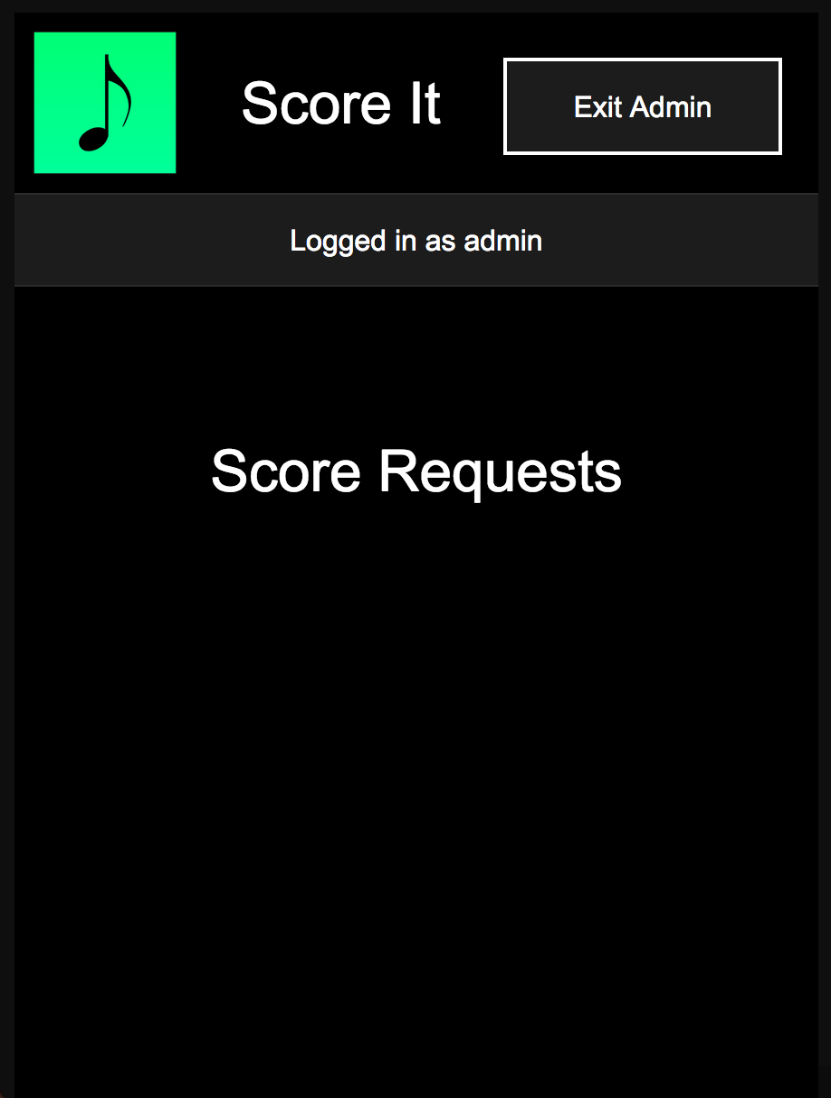 Score It
Exit Admin
Logged in as admin
Score Requests